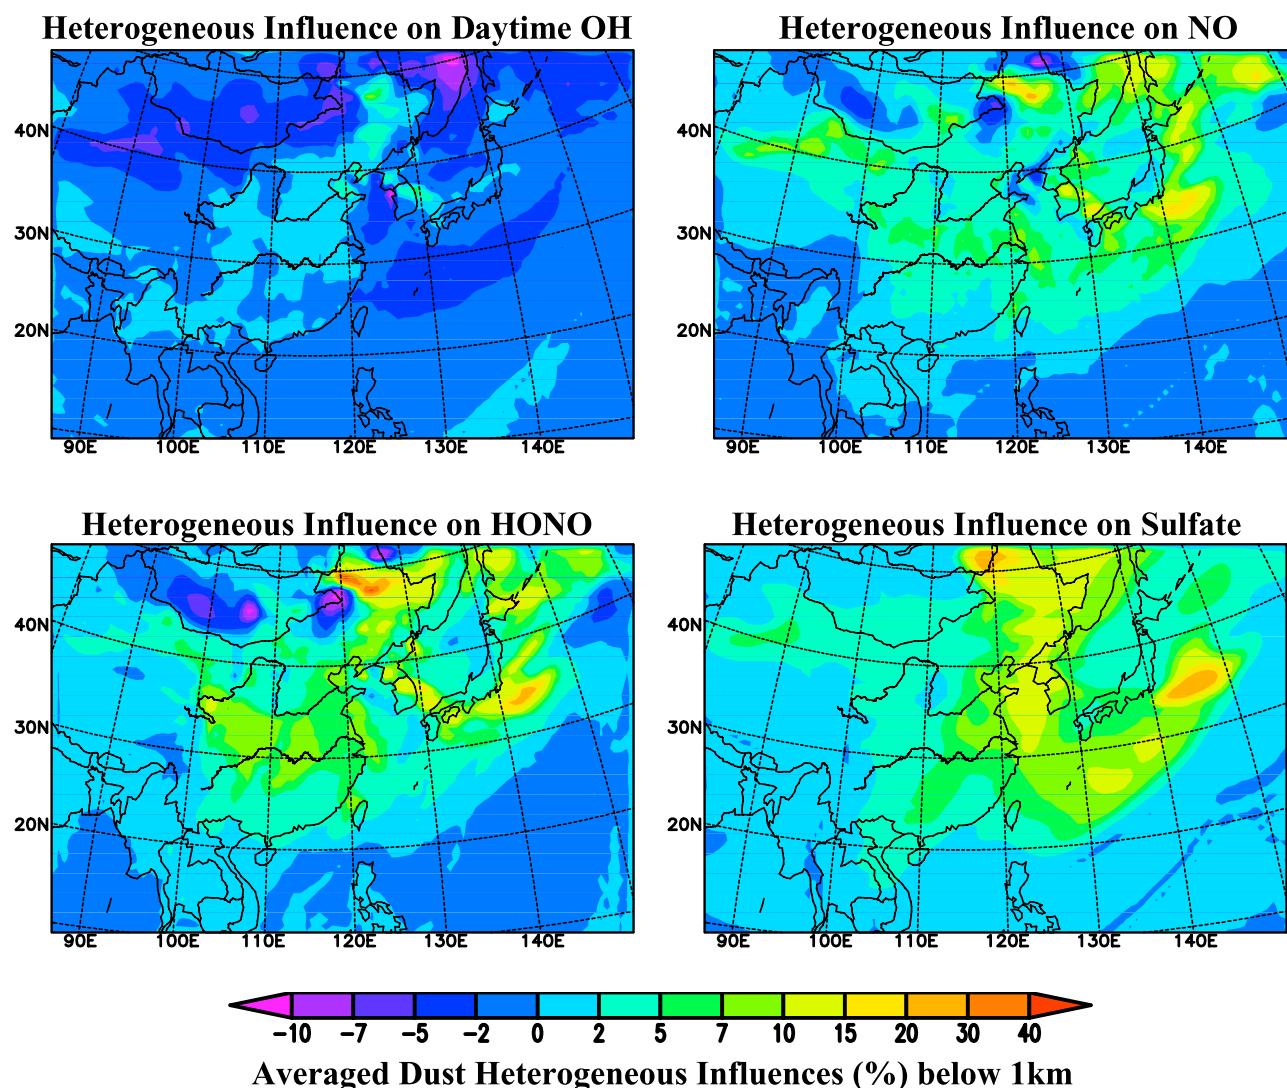 Heterogeneous Influence on Daytime OH
Heterogeneous Influence on NO
40N
30N
20N
90E 100E 110E 120E 130E 140E
40N
30N
20N
90E 100E 110E 120E 130E 140E
Heterogeneous Influence on HONO
Heterogeneous Influence on Sulfate
40N
30N
20N
90E 100E 110E 120E 130E 140E
40N
30N
20N
90E 100E 110E 120E 130E 140E
-10 -7 -5 -2 0 2 5 7 10 15 20 30 40
Averaged Dust Heterogeneous Influences (%) below 1km